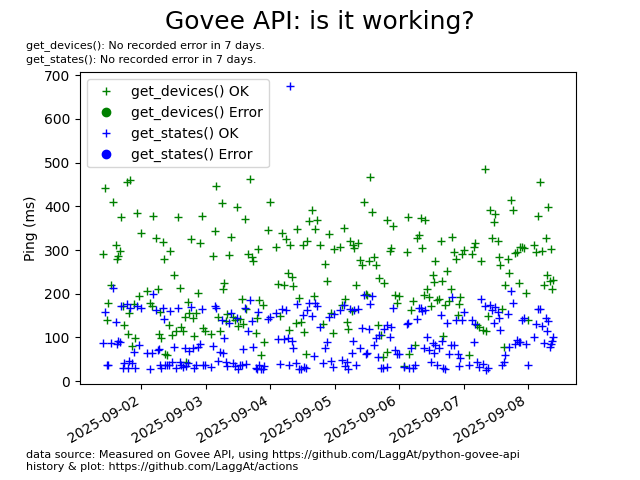 Govee API: is it working?
get_devices(): No recorded error in 7 days.
get_states(): No recorded error in 7 days.
700
600
500
400
300
200
100
0
Ping (ms)
get_devices() OK
get_devices() Error
get_states() OK
get_states() Error
2025-09-02
2025-09-03
2025-09-04
2025-09-05
2025-09-06
2025-09-07
2025-09-08
data source: Measured on Govee API, using https://github.com/LaggAt/python-govee-api
history & plot: https://github.com/LaggAt/actions